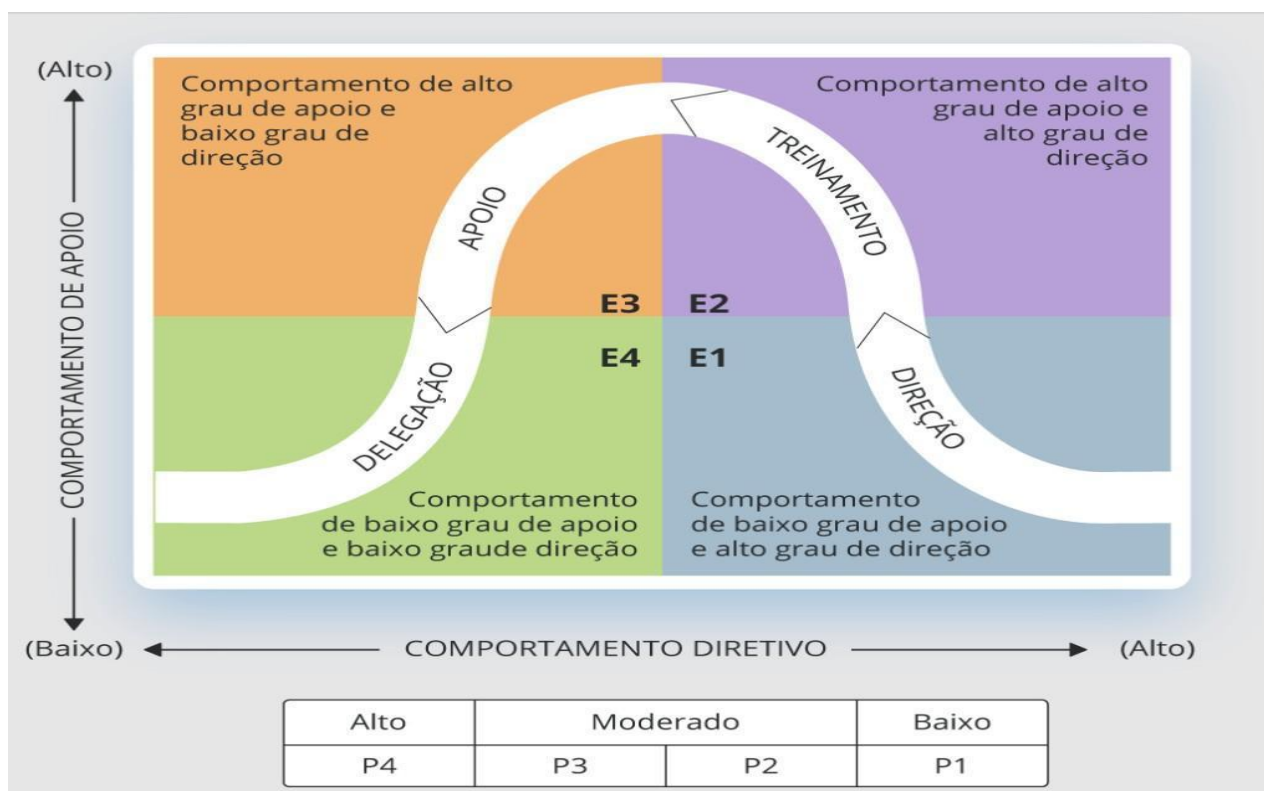 (Alto)
COMPORTAMENTO DE APOIO
(Baixo)
Comportamento de alto
grau de apoio e
baixo grau de
direção
Comportamento de alto
grau de apoio e
alto grau de
direção
APOIO
TREINAMENTO
E3
E2
E4
E1
DELEGAÇÃO
DIREÇÃO
Comportamento
de baixo grau de apoio
e baixo graude direção
Comportamento
de baixo grau de apoio
e alto grau de direção
COMPORTAMENTO DIRETIVO
(Alto)
Alto Moderado Baixo
P4 P3 P2 P1